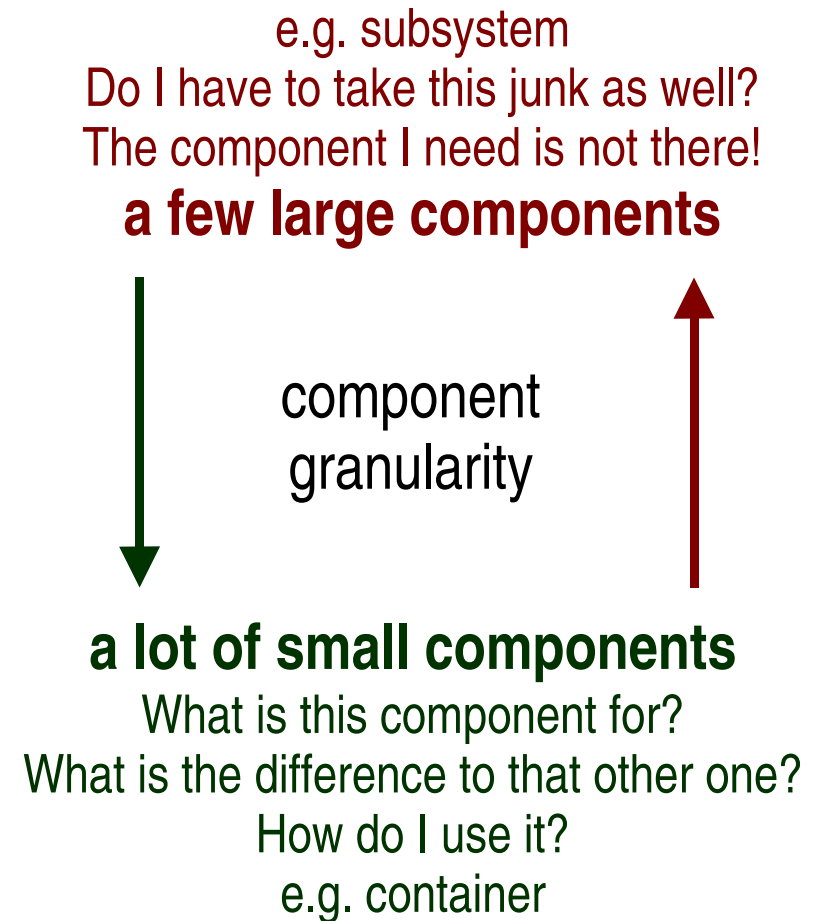 e.g. subsystem
Do I have to take this junk as well?
The component I need is not there!
a few large components
component
granularity
a lot of small components
What is this component for?
What is the difference to that other one?
How do I use it?
e.g. container